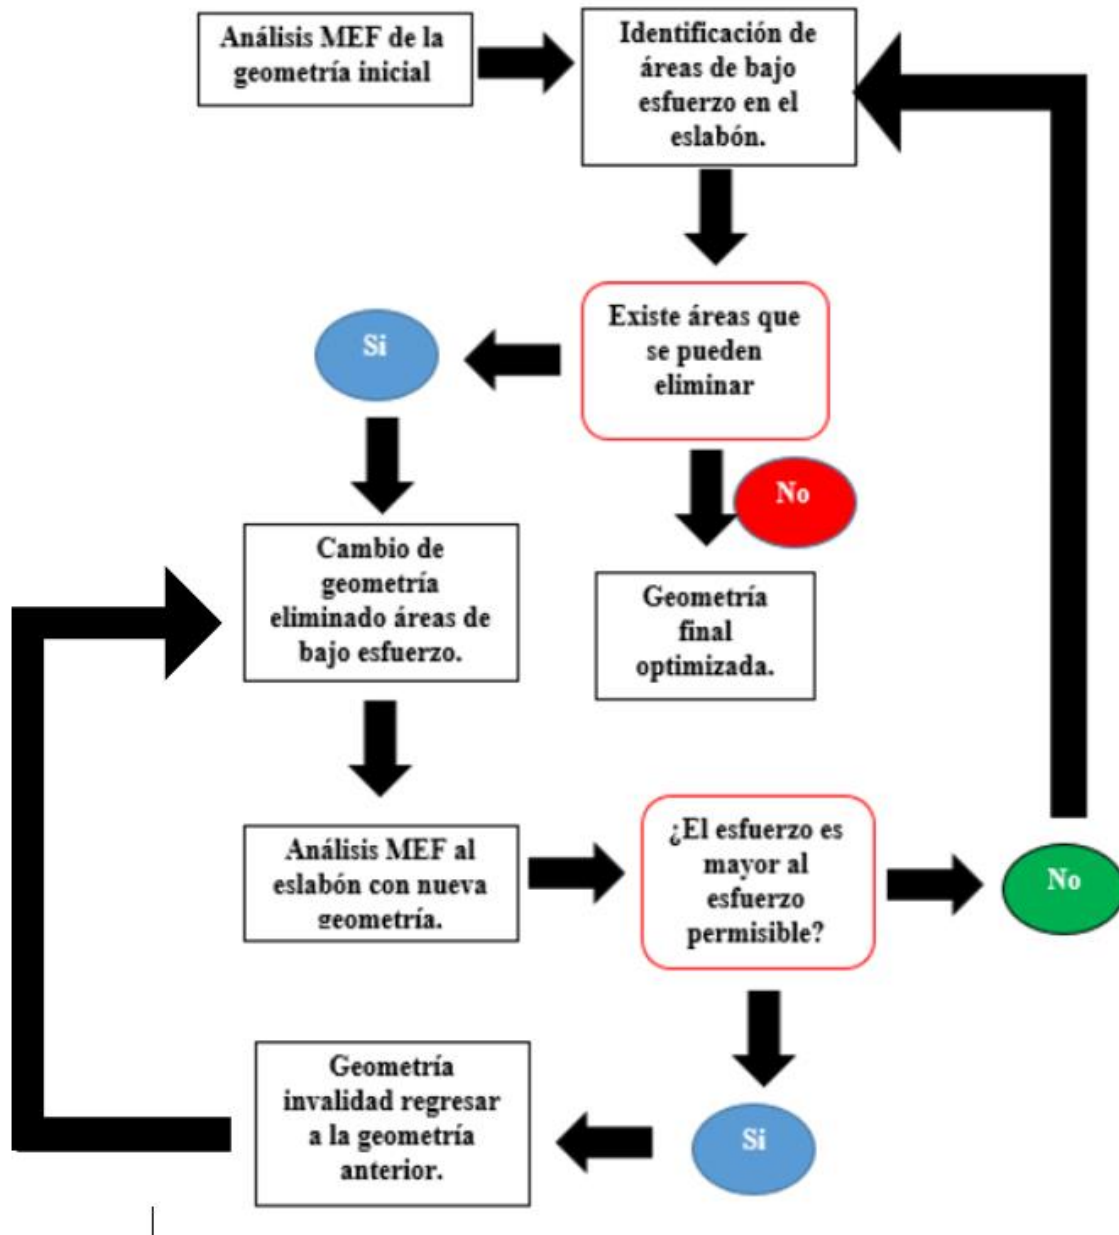 Análisis MEF de la
geometría inicial
Identificación de
áreas de bajo
esfuerzo en el
eslabón.
Existe áreas que
se pueden
eliminar
Si
No
Cambio de
geometría
eliminado áreas de
bajo esfuerzo.
Geometría
final
optimizada.
Análisis MEF al
eslabón con nueva
geometría.
¿El esfuerzo es
mayor al
esfuerzo
permisible?
No
Si
Geometría
invalidad regresar
a la geometría
anterior.